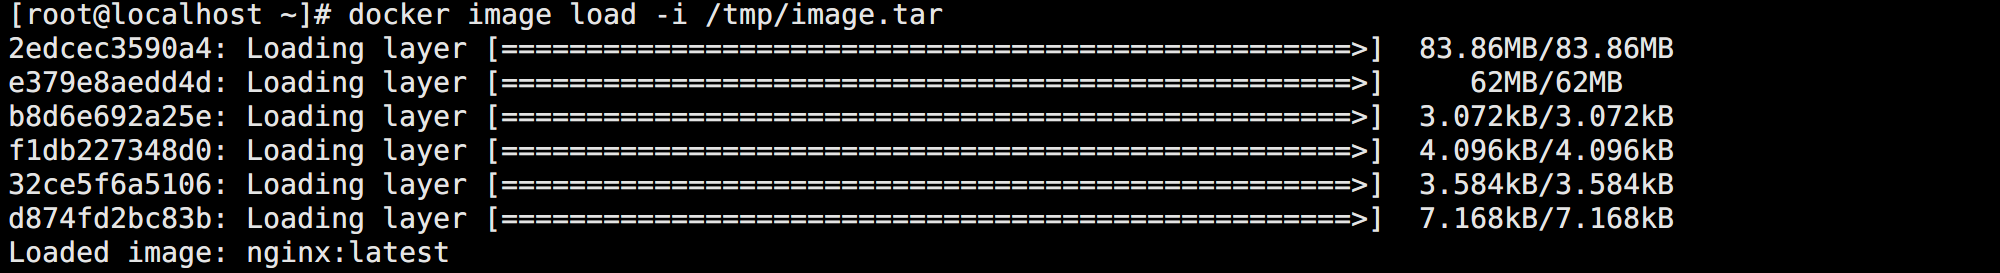 [root@localhost ~]# docker image load -i /tmp/image.tar
2edcec3590a4: Loading layer [==================================================>]  83.86MB/83.86MB
e379e8aedd4d: Loading layer [==================================================>]     62MB/62MB
b8d6e692a25e: Loading layer [==================================================>]  3.072kB/3.072kB
f1db227348d0: Loading layer [==================================================>]  4.096kB/4.096kB
32ce5f6a5106: Loading layer [==================================================>]  3.584kB/3.584kB
d874fd2bc83b: Loading layer [==================================================>]  7.168kB/7.168kB
Loaded image: nginx:latest